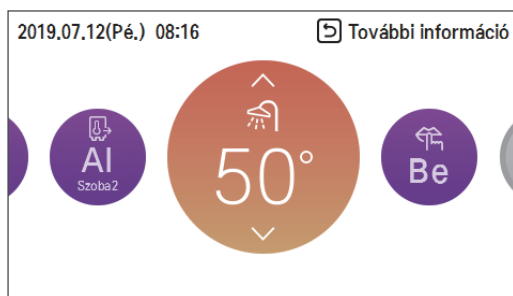 2019.07.12(Pé.) 08:16
További információ
AI
Szoba2
50°
Be